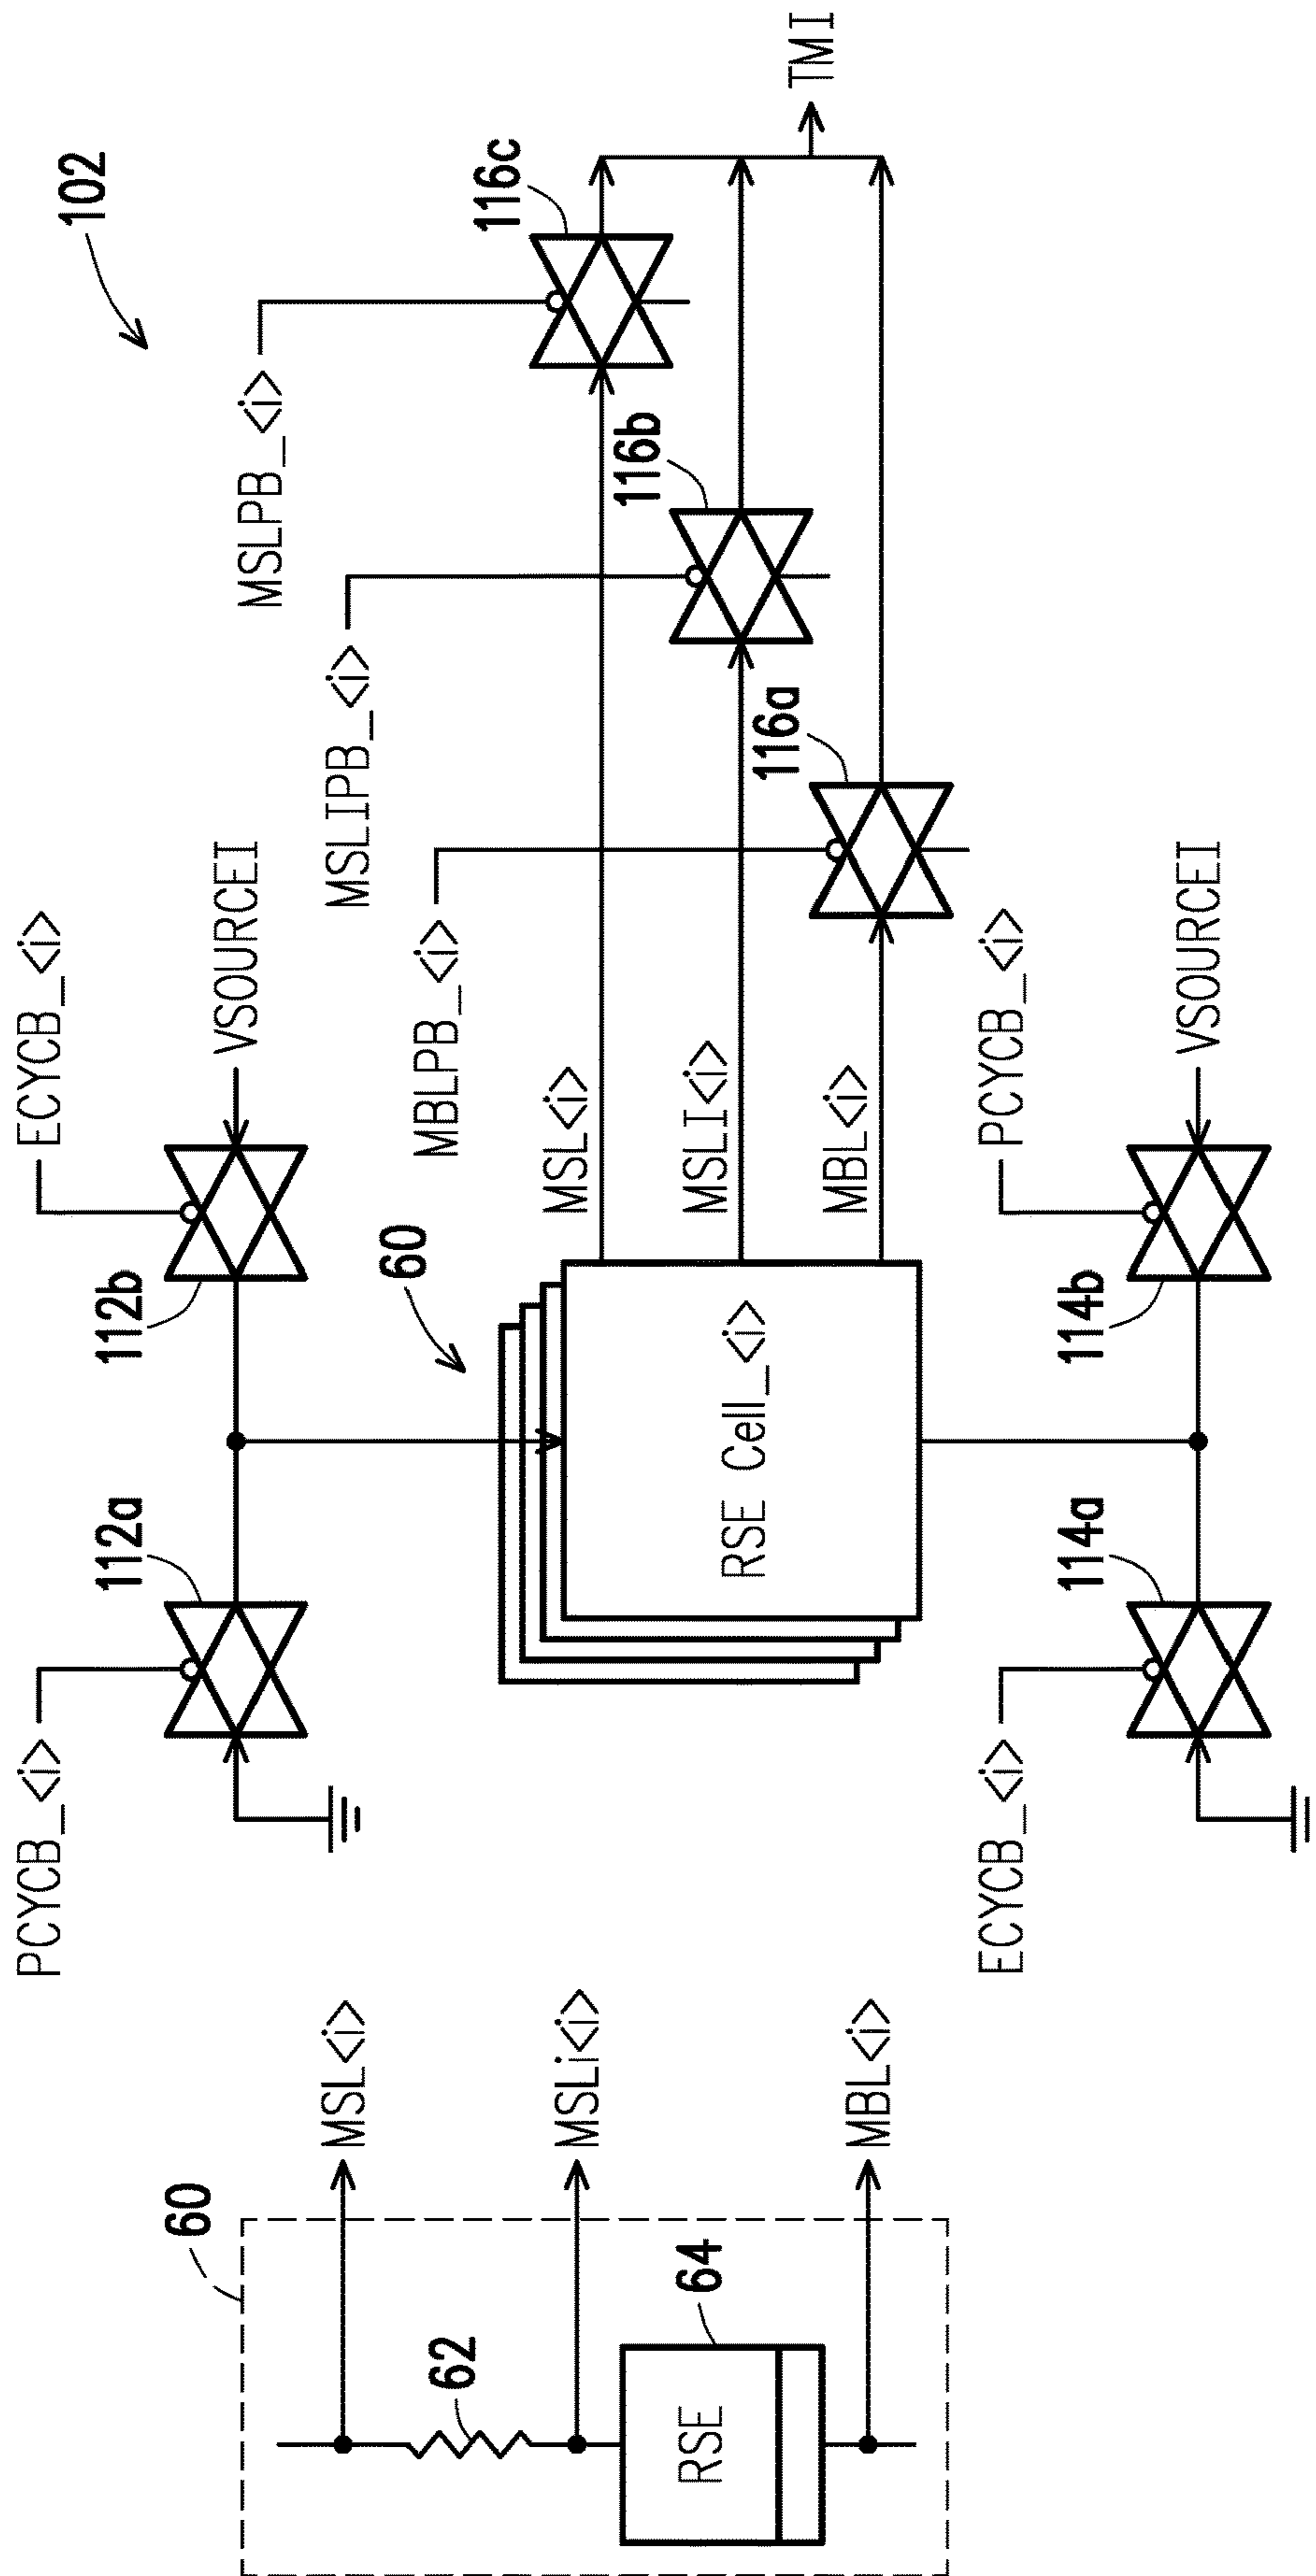 102
PCYCB_<i>
ECYCB_<i>
112a
112b
VSOURCEI
MSLPB_<i>
116c
MSLIPB_<i>
116b
MBLPB_<i>
116a
60
MSL<i>
MSLI<i>
MBL<i>
RSE Cell_<i>
TMI
ECYCB_<i>
PCYCB_<i>
114a
114b
VSOURCEI
60
MSL<i>
62
MSLi<i>
64
RSE
MBL<i>